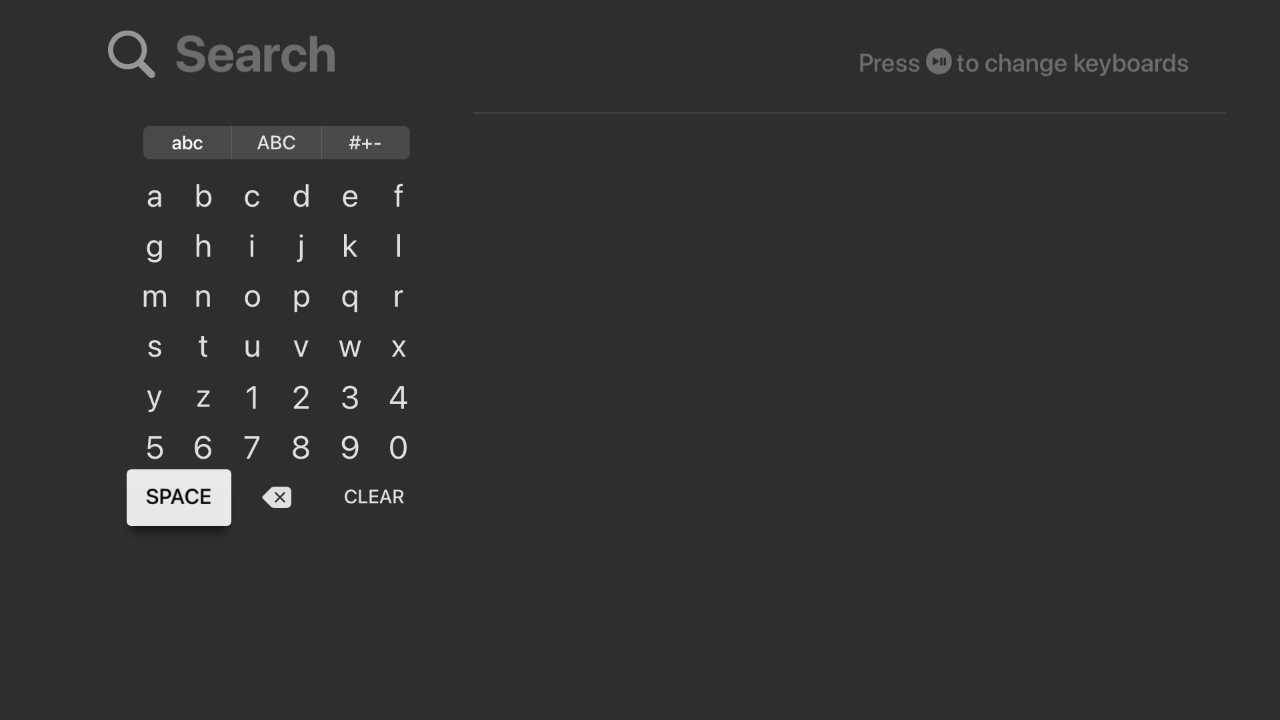 Search
Press to change keyboards
abc ABC #+-
a b c d e f
g h i j k l
m n o p q r
s t u v w x
y z 1 2 3 4
5 6 7 8 9 0
SPACE CLEAR